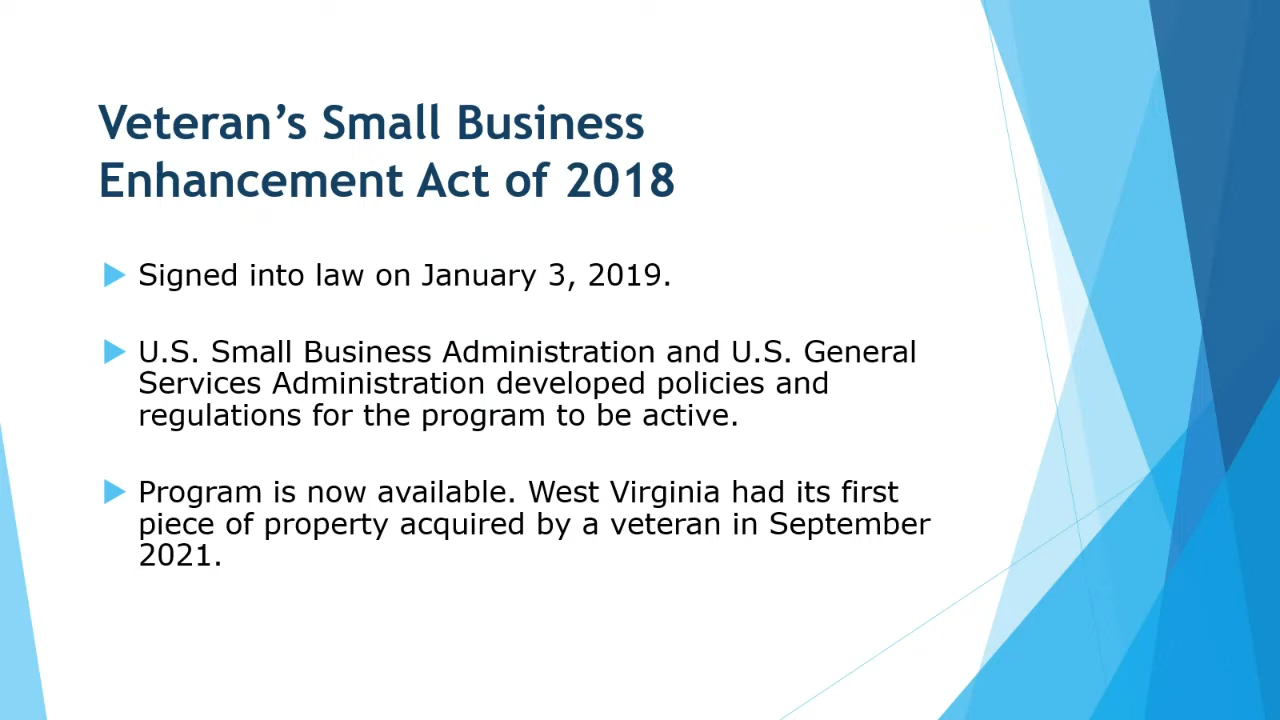 Veteran’s Small Business
Enhancement Act of 2018
Signed into law on January 3, 2019.
U.S. Small Business Administration and U.S. General
Services Administration developed policies and
regulations for the program to be active.
Program is now available. West Virginia had its first
piece of property acquired by a veteran in September
2021.